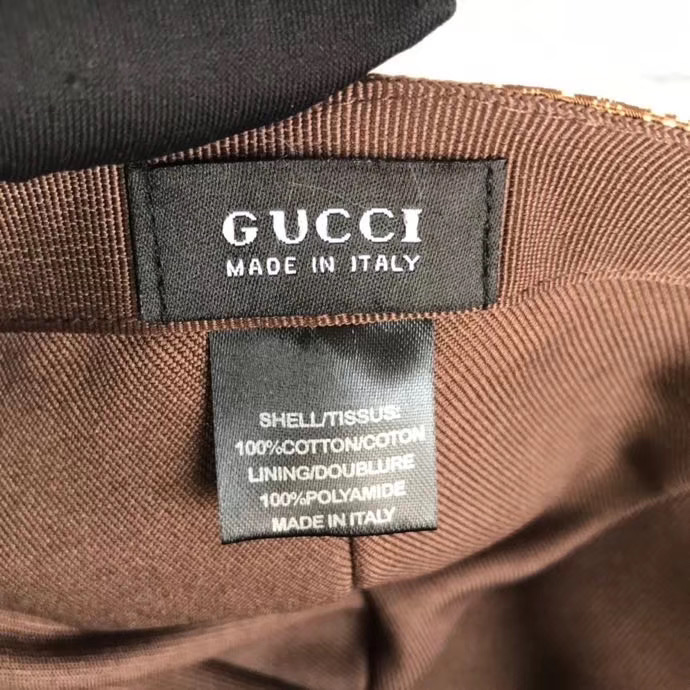 GUCCI
MADE IN ITALY
SHELL/TISSUS:
100%COTTON/COTON
LINING/DOUBLURE
100%POLYAMIDE
MADE IN ITALY